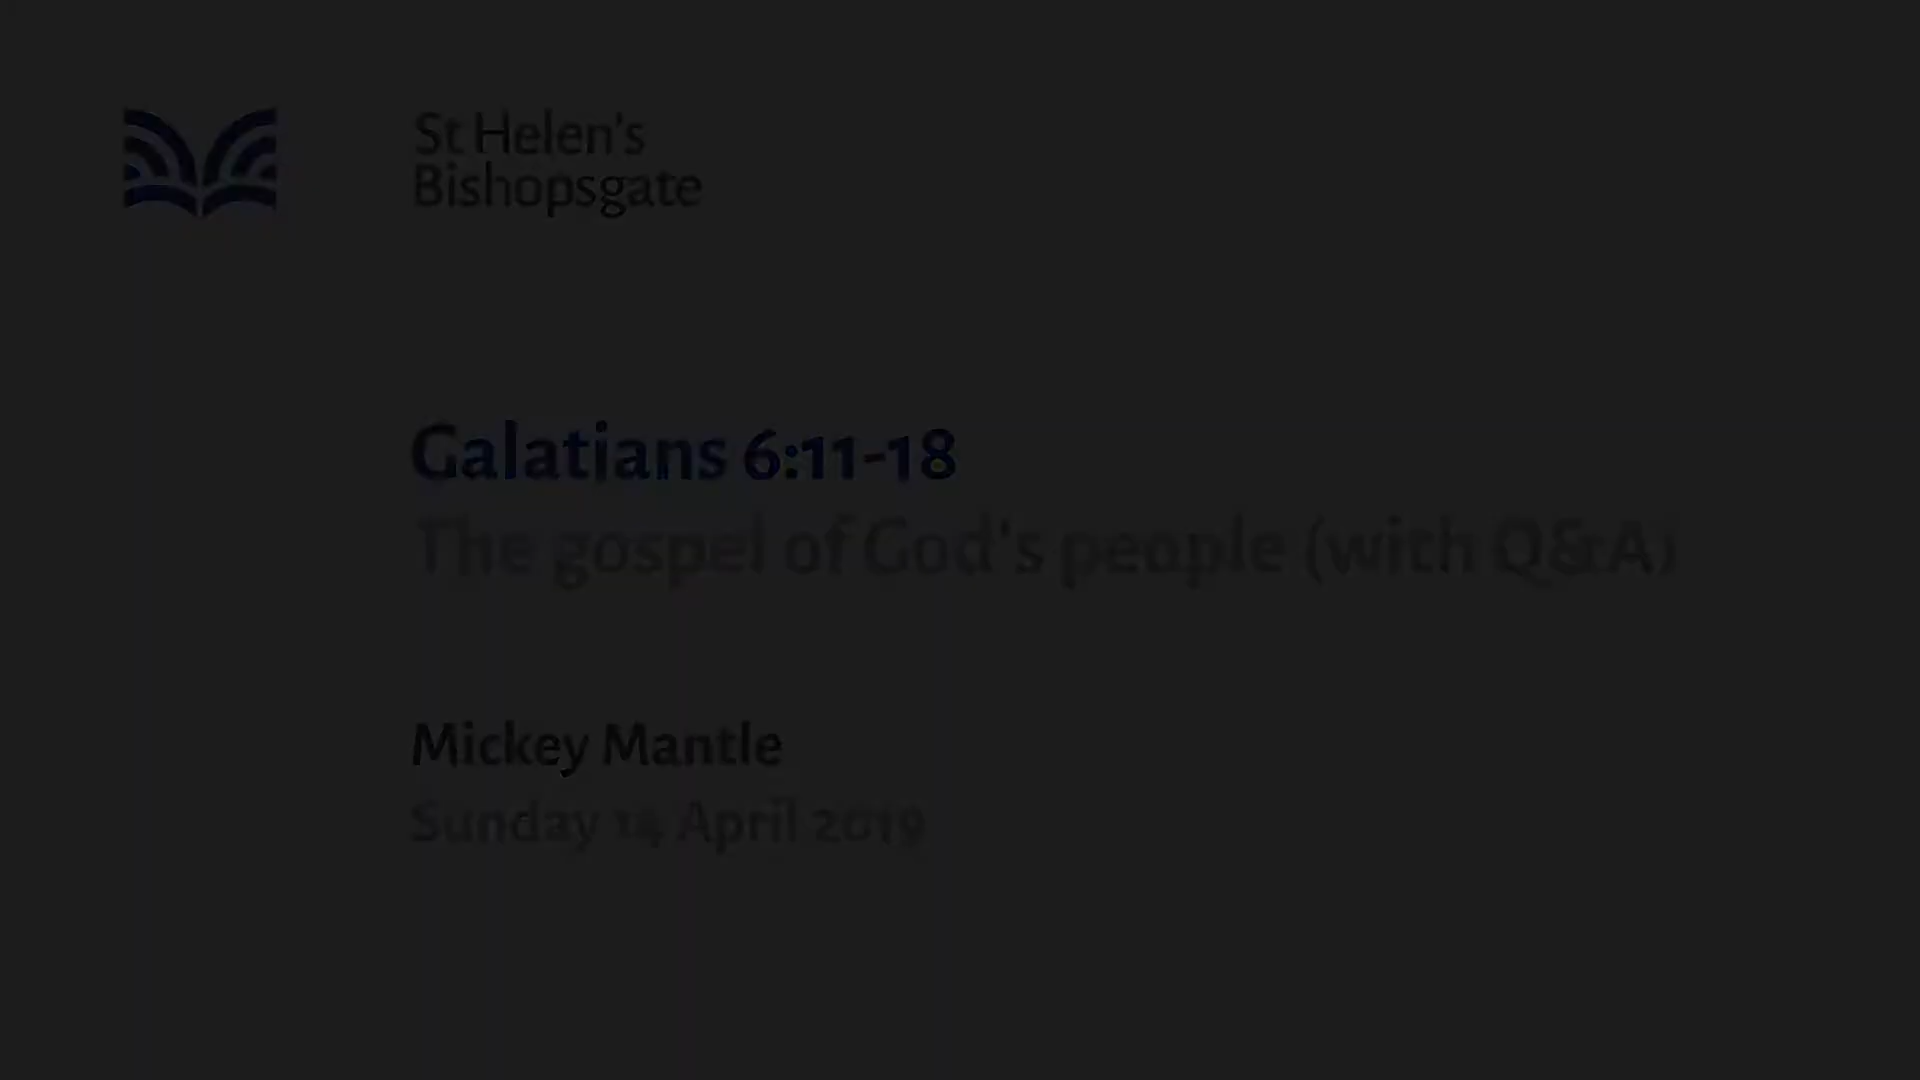 St Helen's
Bishopsgate
Galatians 6:11-18
The gospel of God's people (with Q&A)
Mickey Mantle
Sunday 14 April 2019